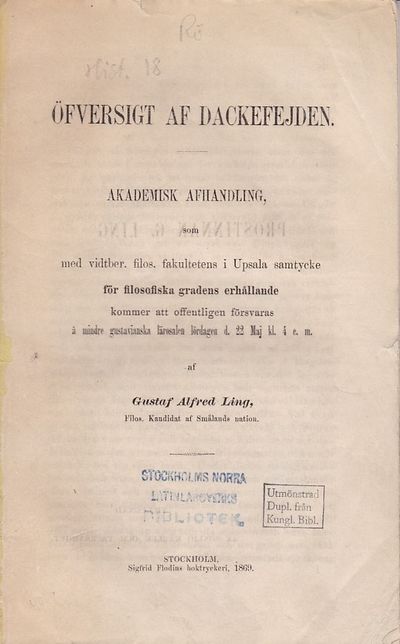 Rö
Hist. 18
ÖFVERSIGT AF DACKEFEJDEN.
AKADEMISK AFHANDLING,
som
med vidtber. filos. fakultetens i Upsala samtycke
för filosofiska gradens erhållande
kommer att offentligen försvaras
å mindre gustavianska lärosalen lördagen d. 22 Maj kl. 4 e. m.
af
Gustaf Alfred Ling,
Filos. Kandidat af Smålands nation.
STOCKHOLMS NORRA
LATINLÄROVERKS
BIBLIOTEK
Utmönstrad
Dupl. från
Kungl. Bibl.
STOCKHOLM,
Sigfrid Flodins boktryckeri, 1869.